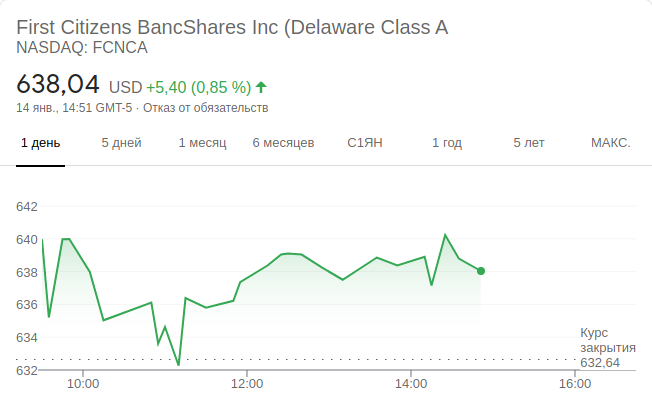 First Citizens BancShares Inc (Delaware Class A
NASDAQ: FCNCA
638,04 USD +5,40 (0,85 %)
14 янв., 14:51 GMT-5 · Отказ от обязательств
1 день 5 дней 1 месяц 6 месяцев С1ЯН 1 год 5 лет МАКС.
642
640
638
636
634
Курс
закрытия
632,64
632
10:00 12:00 14:00 16:00